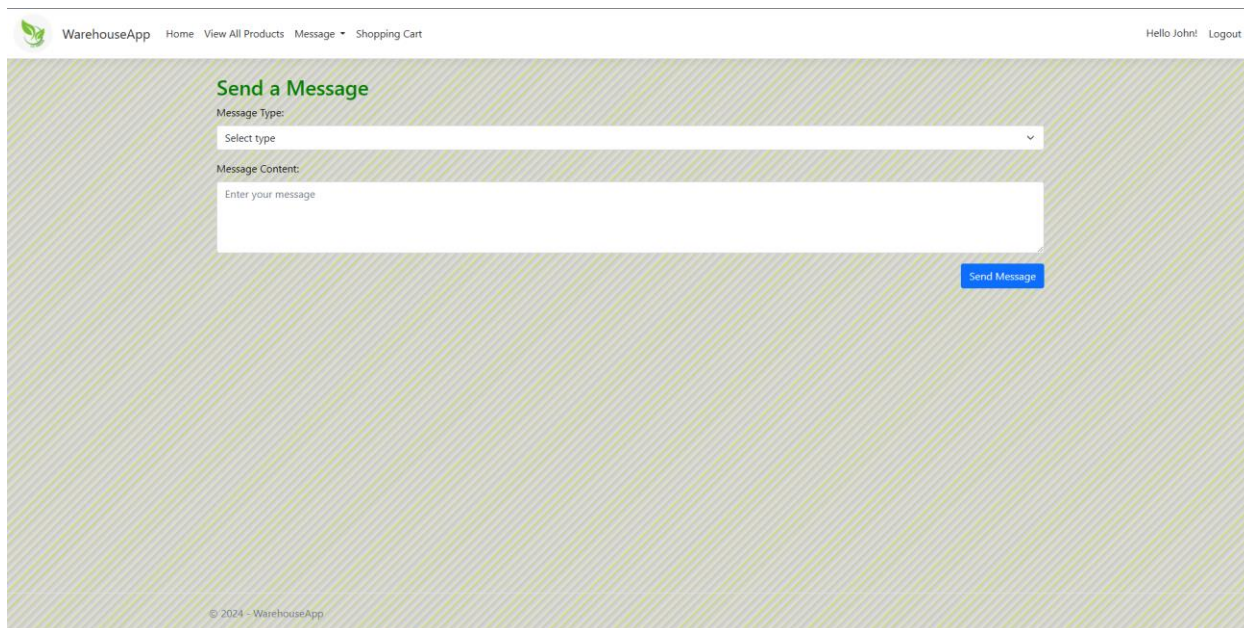 WarehouseApp Home View All Products Message Shopping Cart Hello John! Logout
Send a Message
Message Type:
Select type
Message Content:
Enter your message
Send Message
© 2024 - WarehouseApp